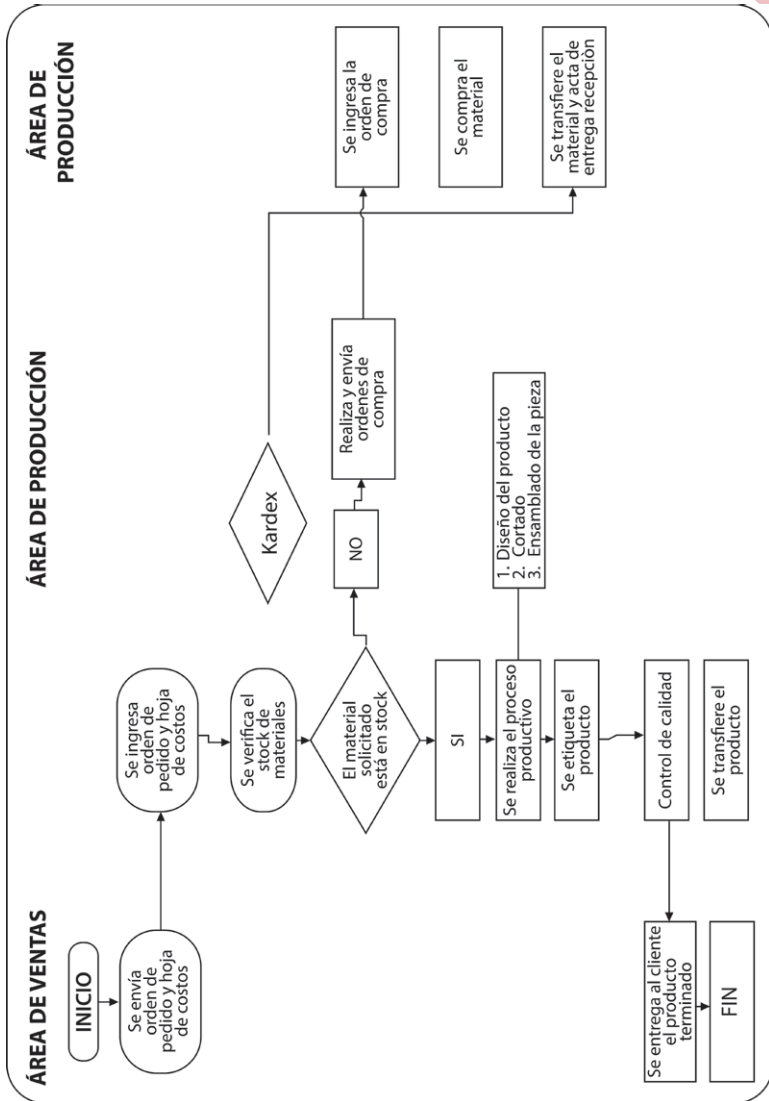 ÁREA DE VENTAS
INICIO
Se envía
orden de
pedido y hoja
de costos
Se entrega al cliente
el producto
terminado
FIN
ÁREA DE PRODUCCIÓN
Se ingresa
orden de
pedido y hoja
de costos
Se verifica el
stock de
materiales
El material
solicitado
está en stock
SI
Se realiza el proceso
productivo
Se etiqueta el
producto
Control de calidad
Se transfiere el
producto
Kardex
NO
Realiza y envía
ordenes de
compra
1. Diseño del producto
2. Cortado
3. Ensamblado de la pieza
ÁREA DE
PRODUCCIÓN
Se ingresa la
orden de
compra
Se compra el
material
Se transfiere el
material y acta de
entrega recepciòn